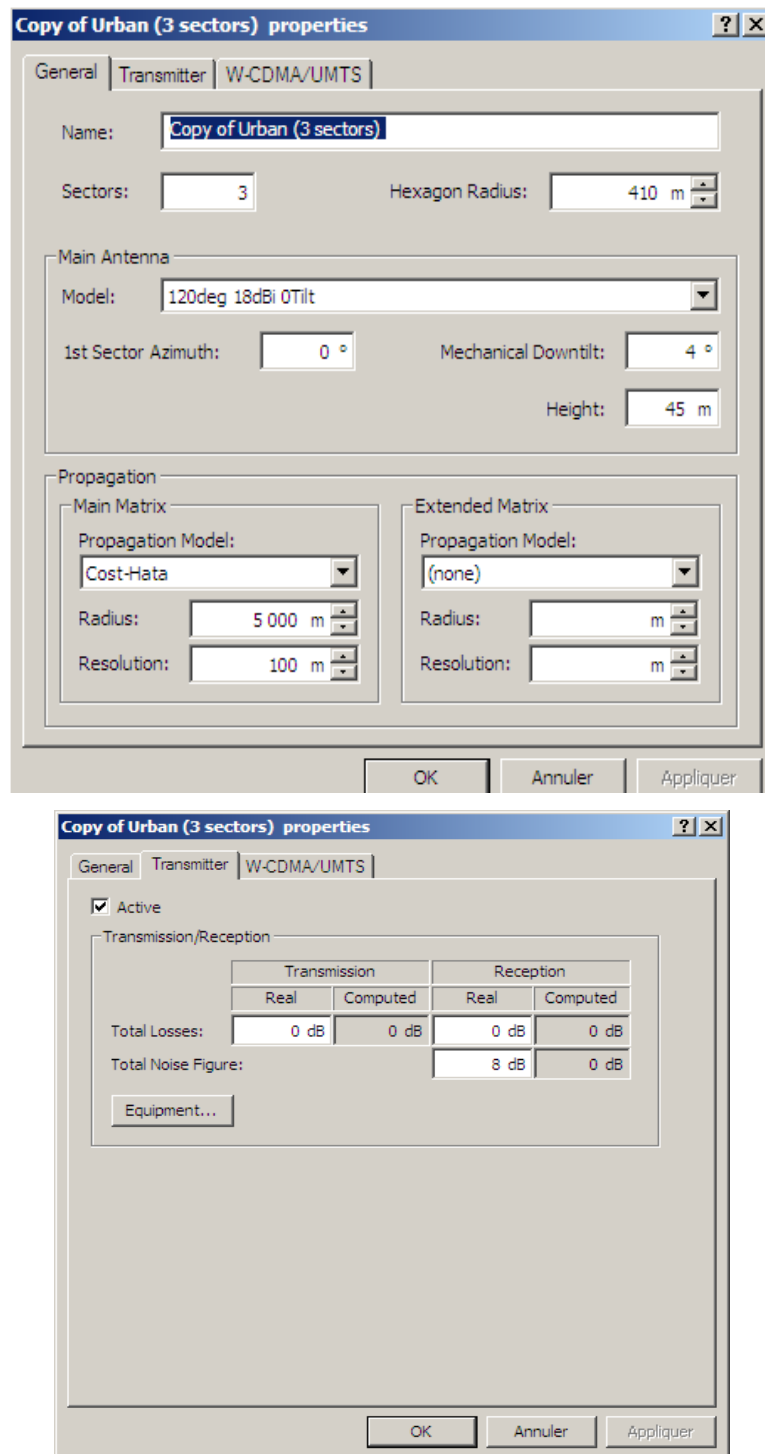 Copy of Urban (3 sectors) properties ? X
General Transmitter W-CDMA/UMTS
Name: Copy of Urban (3 sectors)
Sectors: 3 Hexagon Radius: 410 m
Main Antenna
Model: 120deg 18dBi 0Tilt
1st Sector Azimuth: 0 ° Mechanical Downtilt: 4 °
Height: 45 m
Propagation
Main Matrix Extended Matrix
Propagation Model: Propagation Model:
Cost-Hata (none)
Radius: 5 000 m Radius: m
Resolution: 100 m Resolution: m
OK Annuler Appliquer
Copy of Urban (3 sectors) properties ? X
General Transmitter W-CDMA/UMTS
Active
Transmission/Reception
Transmission Reception
Real Computed Real Computed
Total Losses: 0 dB 0 dB 0 dB 0 dB
Total Noise Figure: 8 dB 0 dB
Equipment...
OK Annuler Appliquer